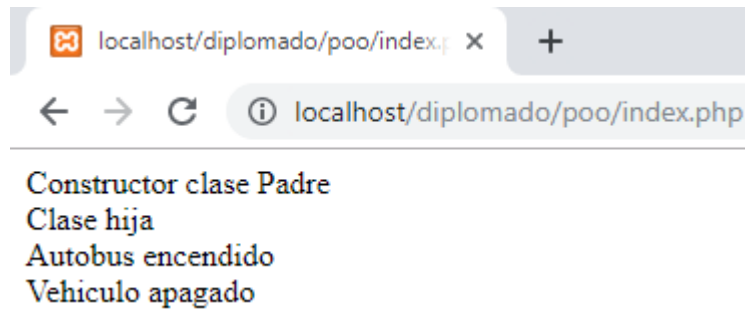 localhost/diplomado/poo/index.p
localhost/diplomado/poo/index.php
Constructor clase Padre
Clase hija
Autobus encendido
Vehiculo apagado